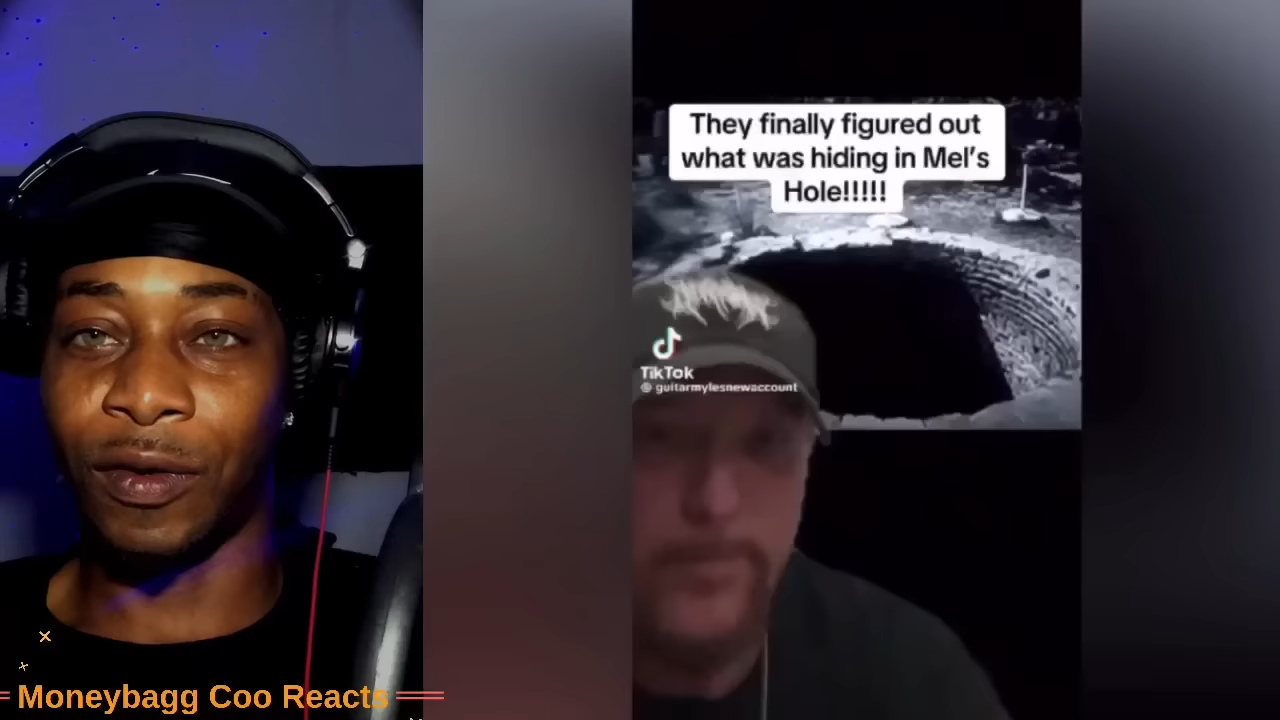 They finally figured out
what was hiding in Mel's
Hole!!!!!
TikTok
@ guitarmylesnewaccount
Moneybagg Coo Reacts